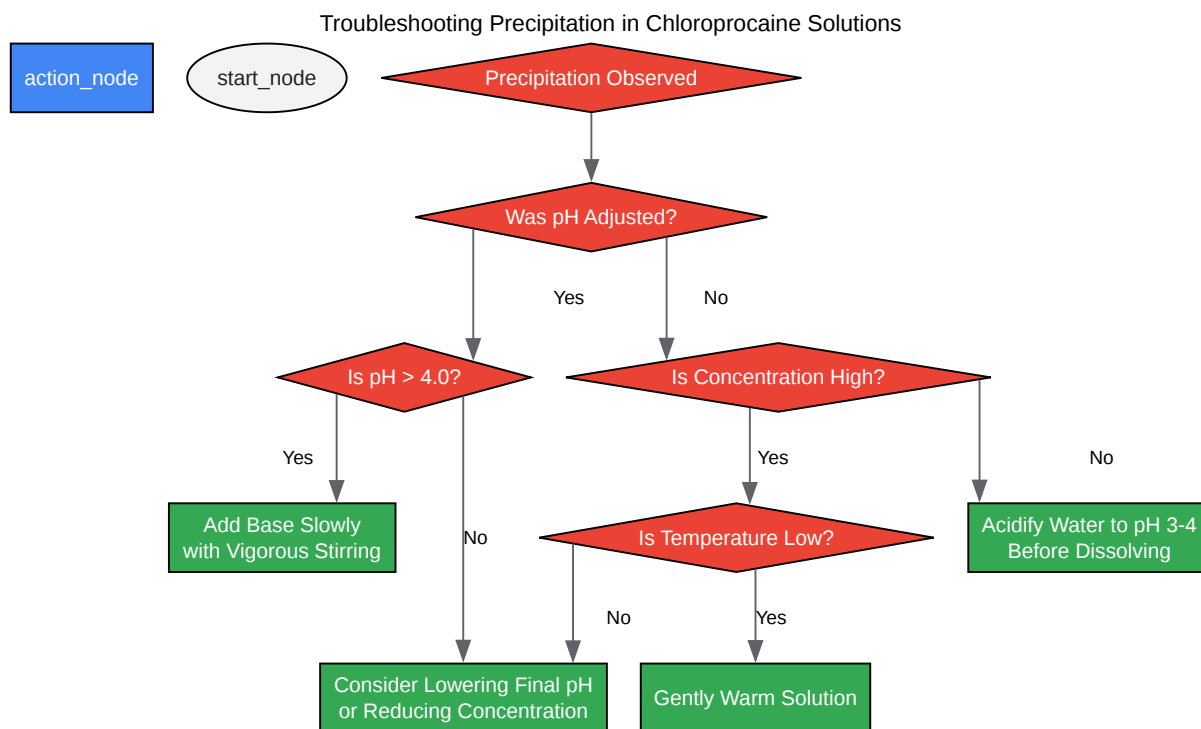 Troubleshooting Precipitation in Chloroprocaine Solutions
action_node
start_node
Precipitation Observed
Was pH Adjusted?
Yes
No
Is pH > 4.0?
Is Concentration High?
Yes
Yes
No
Add Base Slowly
with Vigorous Stirring
No
Is Temperature Low?
Acidify Water to pH 3-4
Before Dissolving
No
Yes
Consider Lowering Final pH
or Reducing Concentration
Gently Warm Solution